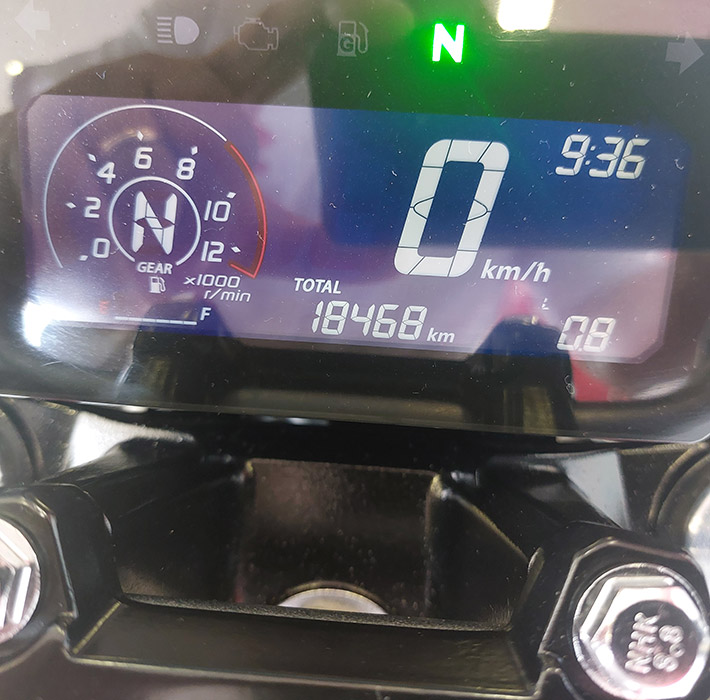 G
N
9:36
0
km/h
0
2
4
6
8
10
12
N
GEAR
x1000
r/min
E
F
TOTAL
18468 km
L
0.8
NHK